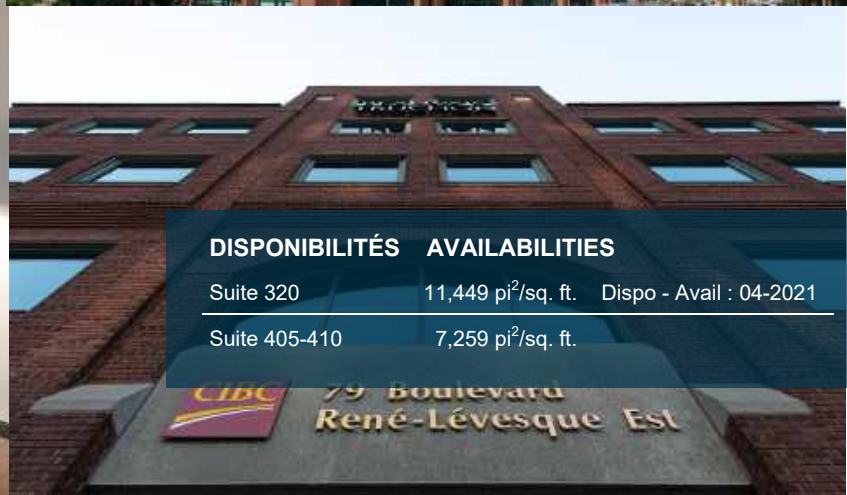 DISPONIBILITÉS AVAILABILITIES
Suite 320 11,449 pi²/sq. ft. Dispo - Avail : 04-2021
Suite 405-410 7,259 pi²/sq. ft.
CIBC 79 Boulevard
René-Lévesque Est